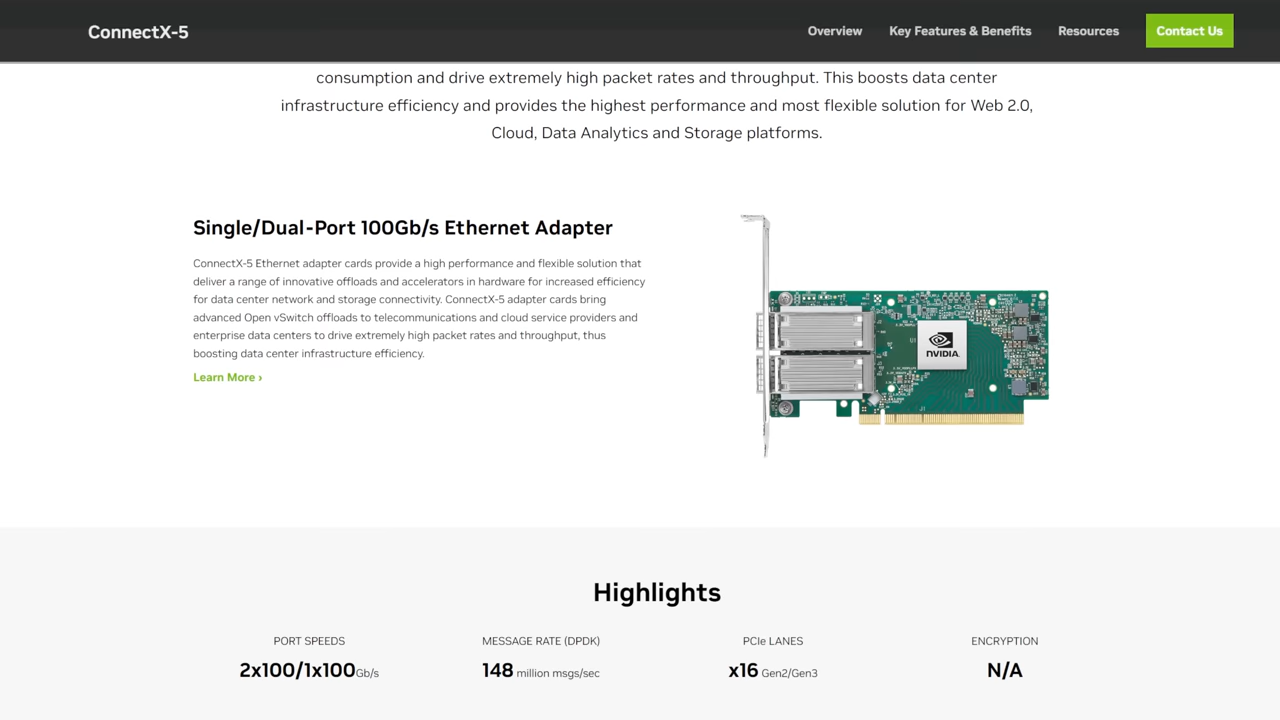 ConnectX-5
Overview
Key Features & Benefits
Resources
Contact Us
consumption and drive extremely high packet rates and throughput. This boosts data center
infrastructure efficiency and provides the highest performance and most flexible solution for Web 2.0,
Cloud, Data Analytics and Storage platforms.
Single/Dual-Port 100Gb/s Ethernet Adapter
ConnectX-5 Ethernet adapter cards provide a high performance and flexible solution that
deliver a range of innovative offloads and accelerators in hardware for increased efficiency
for data center network and storage connectivity. ConnectX-5 adapter cards bring
advanced Open vSwitch offloads to telecommunications and cloud service providers and
enterprise data centers to drive extremely high packet rates and throughput, thus
boosting data center infrastructure efficiency.
Learn More ›
NVIDIA.
Highlights
PORT SPEEDS
2x100/1x100Gb/s
MESSAGE RATE (DPDK)
148 million msgs/sec
PCIe LANES
x16 Gen2/Gen3
ENCRYPTION
N/A